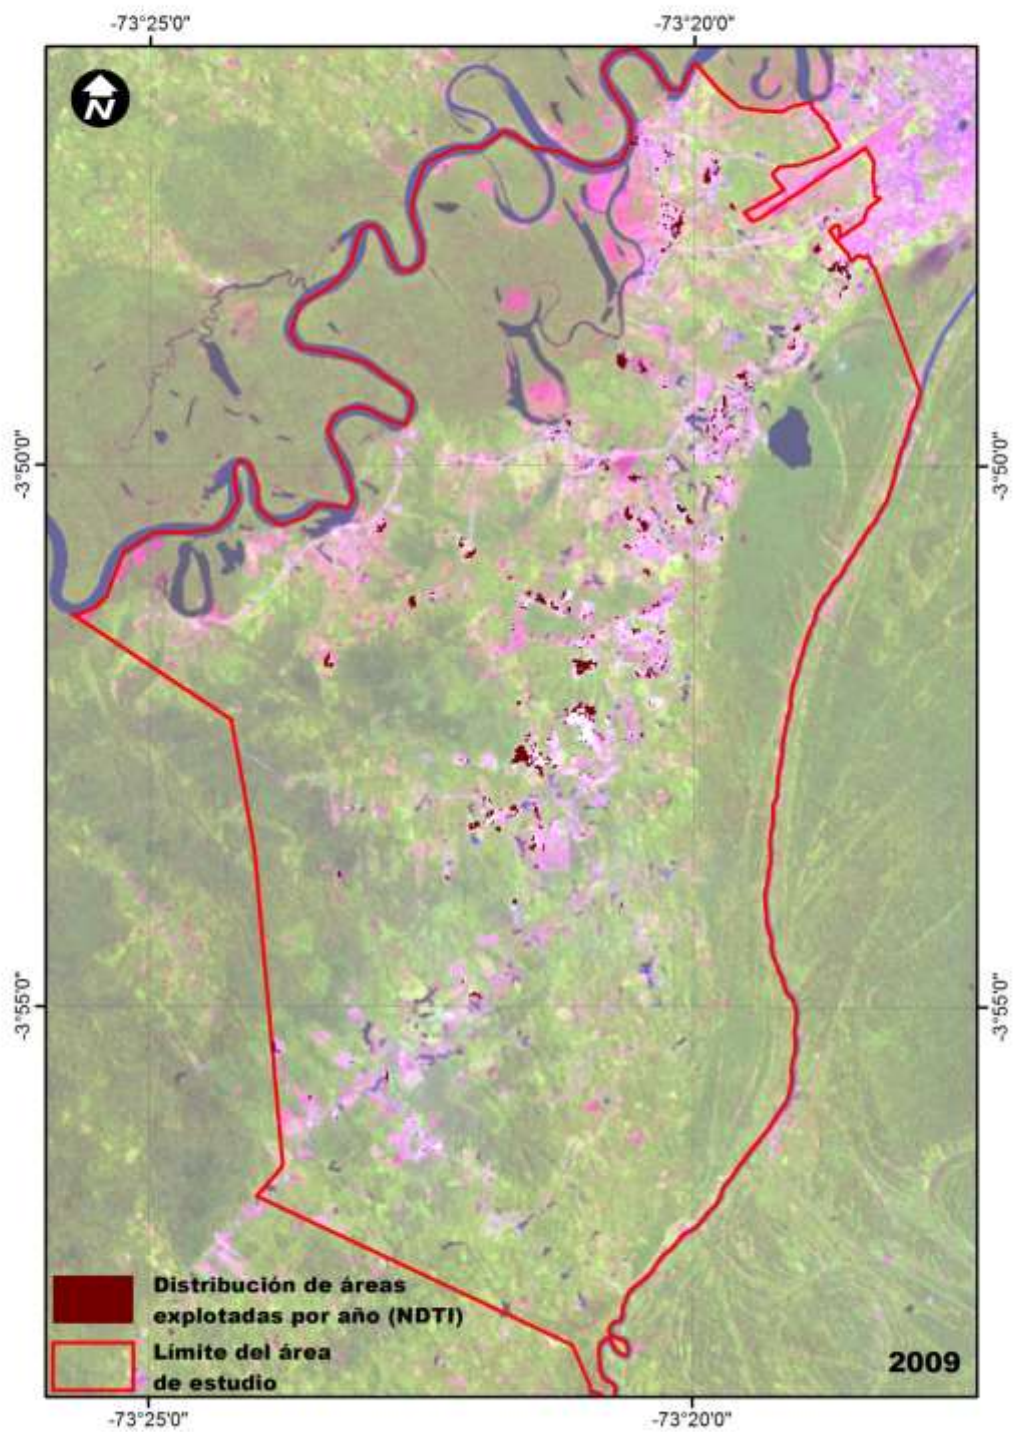 -73°25'0" -73°20'0"
N
-3°50'0" -3°50'0"
-3°55'0" -3°55'0"
Distribución de áreas
explotadas por año (NDTI)
Límite del área
de estudio
2009
-73°25'0" -73°20'0"